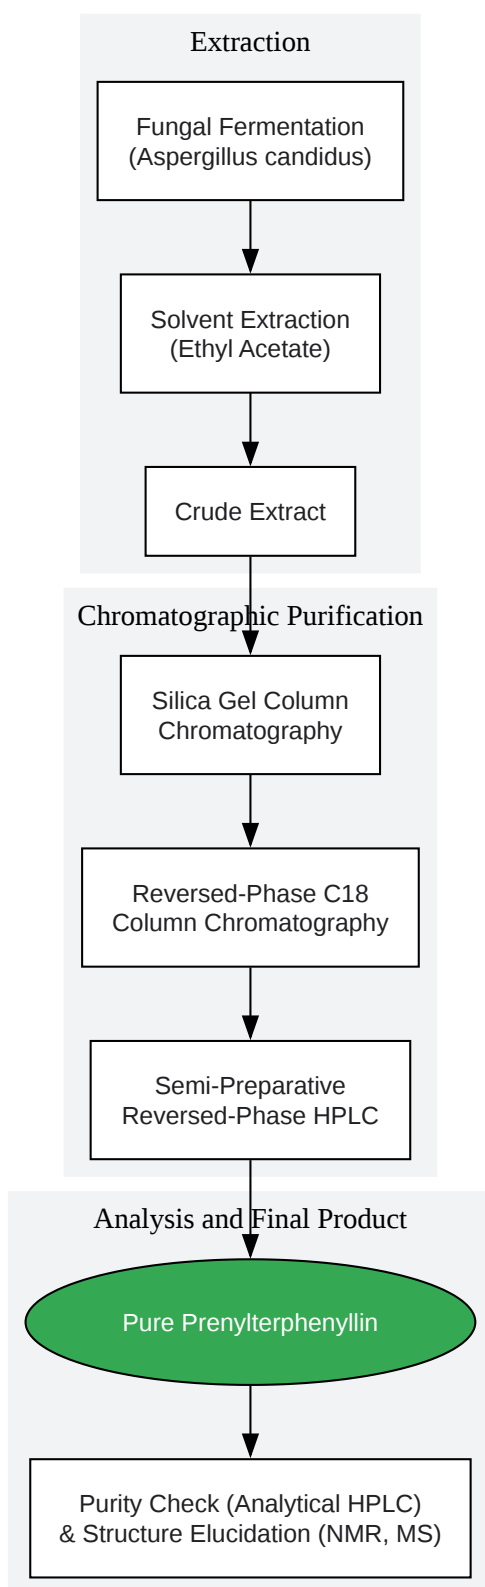 Extraction
Fungal Fermentation
(Aspergillus candidus)
Solvent Extraction
(Ethyl Acetate)
Crude Extract
Chromatographic Purification
Silica Gel Column
Chromatography
Reversed-Phase C18
Column Chromatography
Semi-Preparative
Reversed-Phase HPLC
Analysis and Final Product
Pure Prenylterphenyllin
Purity Check (Analytical HPLC)
& Structure Elucidation (NMR, MS)